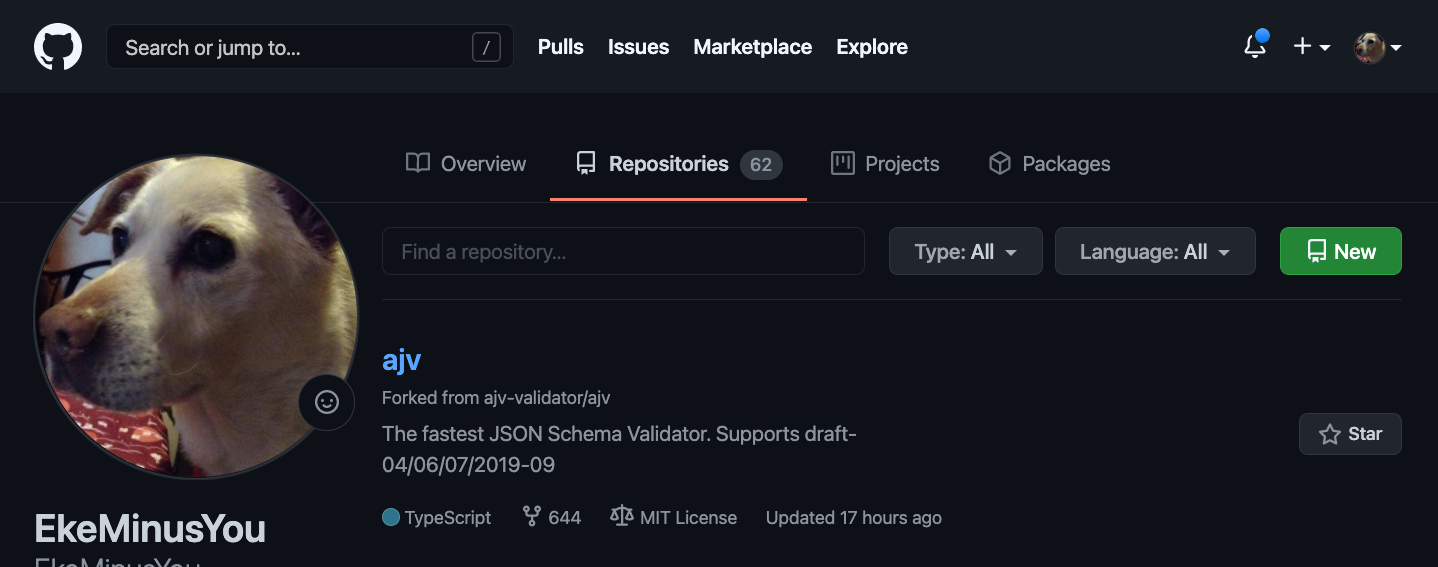 Search or jump to... /
Pulls Issues Marketplace Explore
Overview Repositories 62 Projects Packages
Find a repository... Type: All Language: All New
ajv
Forked from ajv-validator/ajv
The fastest JSON Schema Validator. Supports draft-
04/06/07/2019-09
Star
TypeScript 644 MIT License Updated 17 hours ago
EkeMinusYou
EkeMinusYou